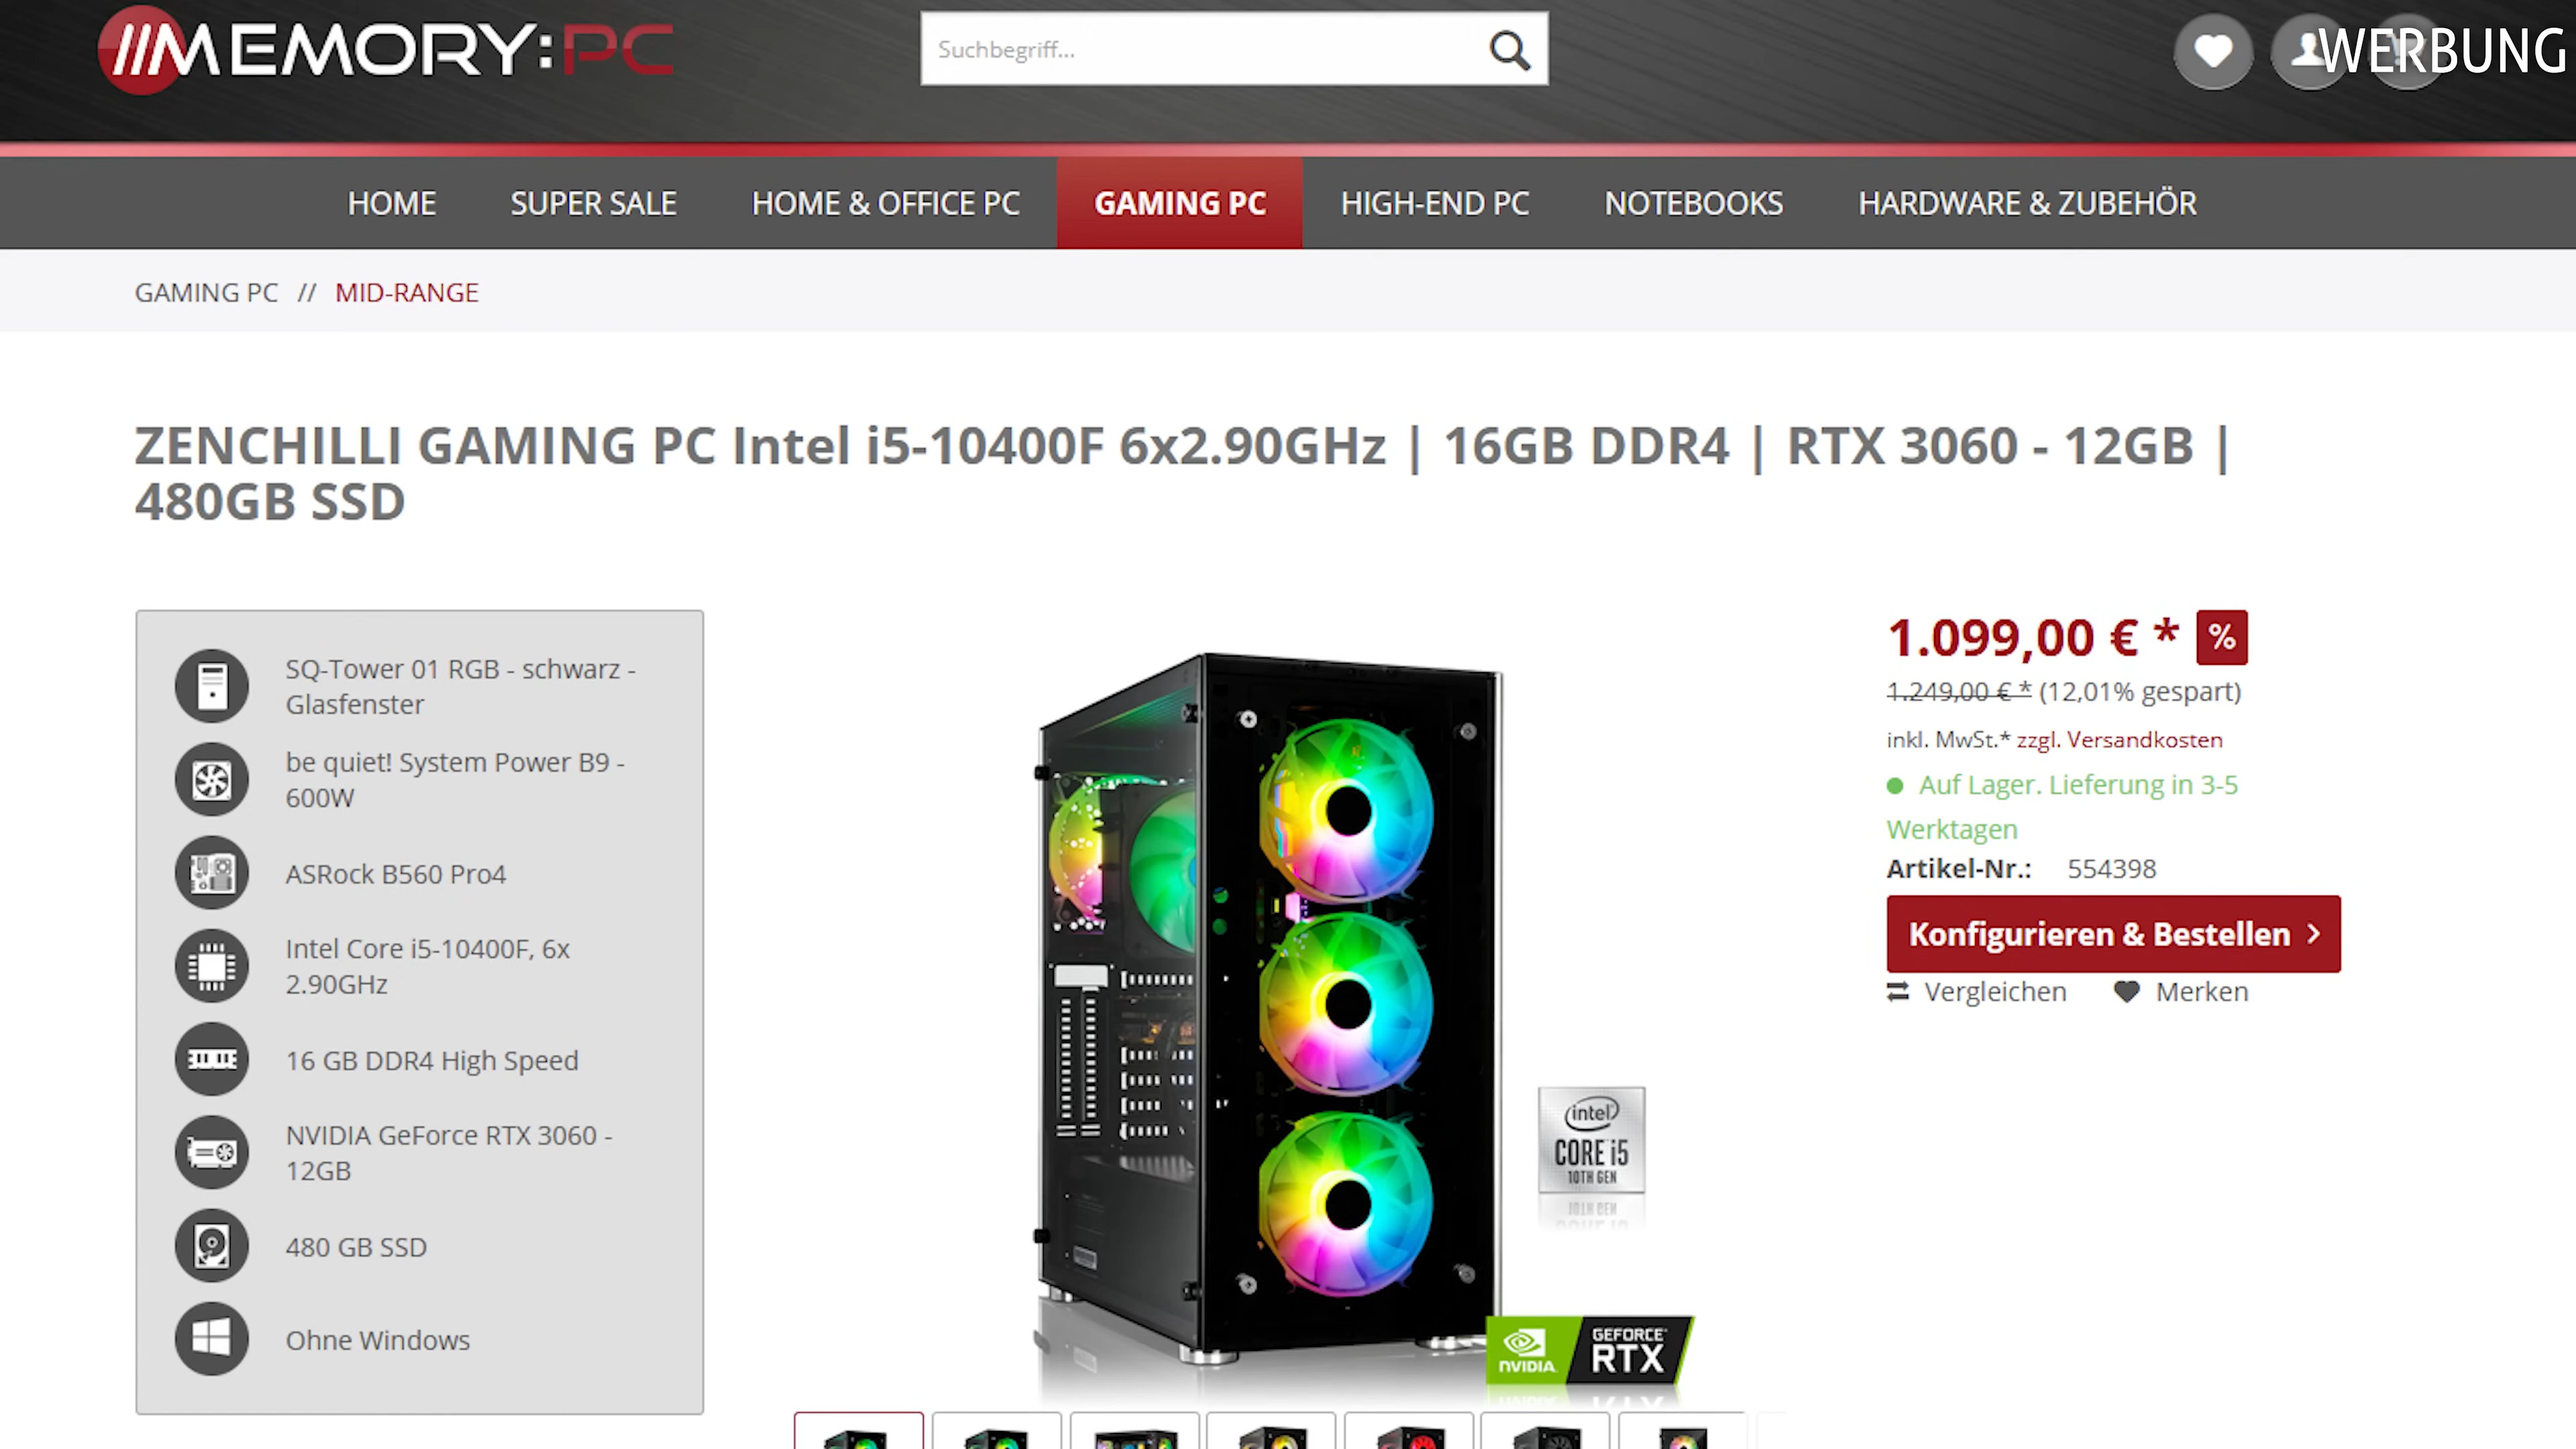 //MEMORY:PC
Suchbegriff...
WERBUNG
HOME
SUPER SALE
HOME & OFFICE PC
GAMING PC
HIGH-END PC
NOTEBOOKS
HARDWARE & ZUBEHÖR
GAMING PC // MID-RANGE
ZENCHILLI GAMING PC Intel i5-10400F 6x2.90GHz | 16GB DDR4 | RTX 3060 - 12GB |
480GB SSD
SQ-Tower 01 RGB - schwarz -
Glasfenster
be quiet! System Power B9 -
600W
ASRock B560 Pro4
Intel Core i5-10400F, 6x
2.90GHz
16 GB DDR4 High Speed
NVIDIA GeForce RTX 3060 -
12GB
480 GB SSD
Ohne Windows
intel
CORE i5
10TH GEN
NVIDIA
GEFORCE
RTX
1.099,00 € * %
1.249,00 € * (12,01% gespart)
inkl. MwSt.* zzgl. Versandkosten
Auf Lager. Lieferung in 3-5
Werktagen
Artikel-Nr.: 554398
Konfigurieren & Bestellen
Vergleichen
Merken